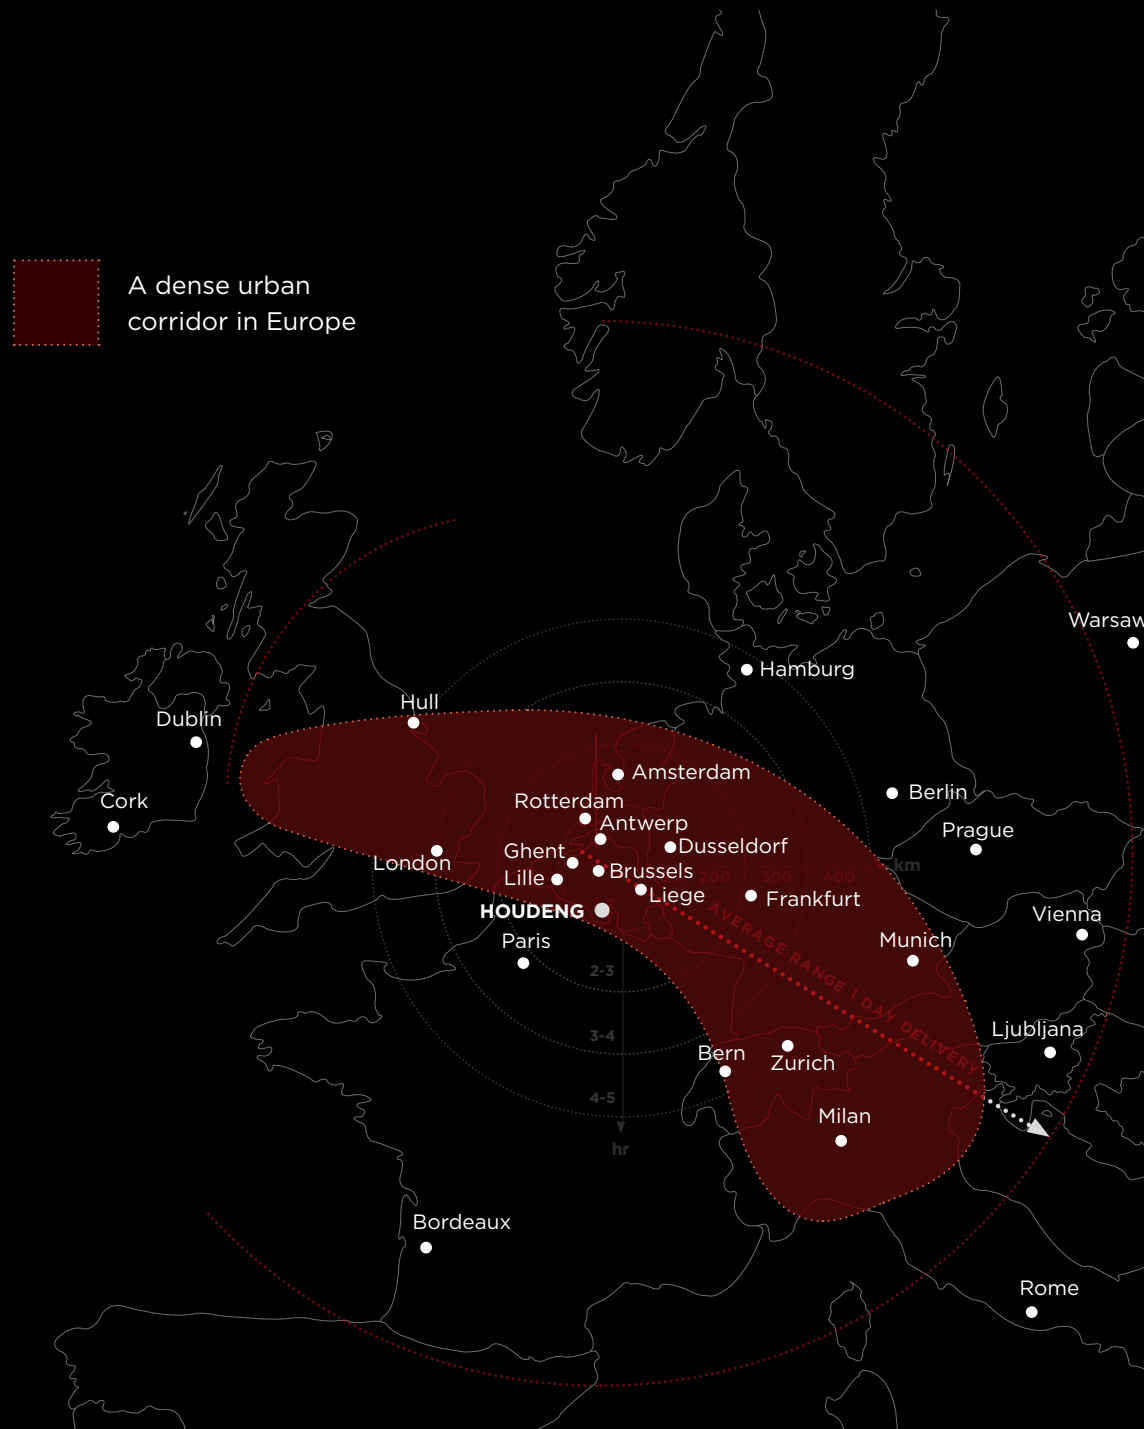 A dense urban
corridor in Europe
Warsaw
Hamburg
Hull
Dublin
Amsterdam
Berlin
Cork
Rotterdam
Antwerp
Prague
Dusseldorf
Ghent
London
km
Brussels
Lille
200
300
400
Liege
Frankfurt
HOUDENG
Vienna
Paris
Munich
AVERAGE RANGE 1 DAY DELIVERY
2-3
Ljubljana
3-4
Bern
Zurich
4-5
Milan
hr
Bordeaux
Rome